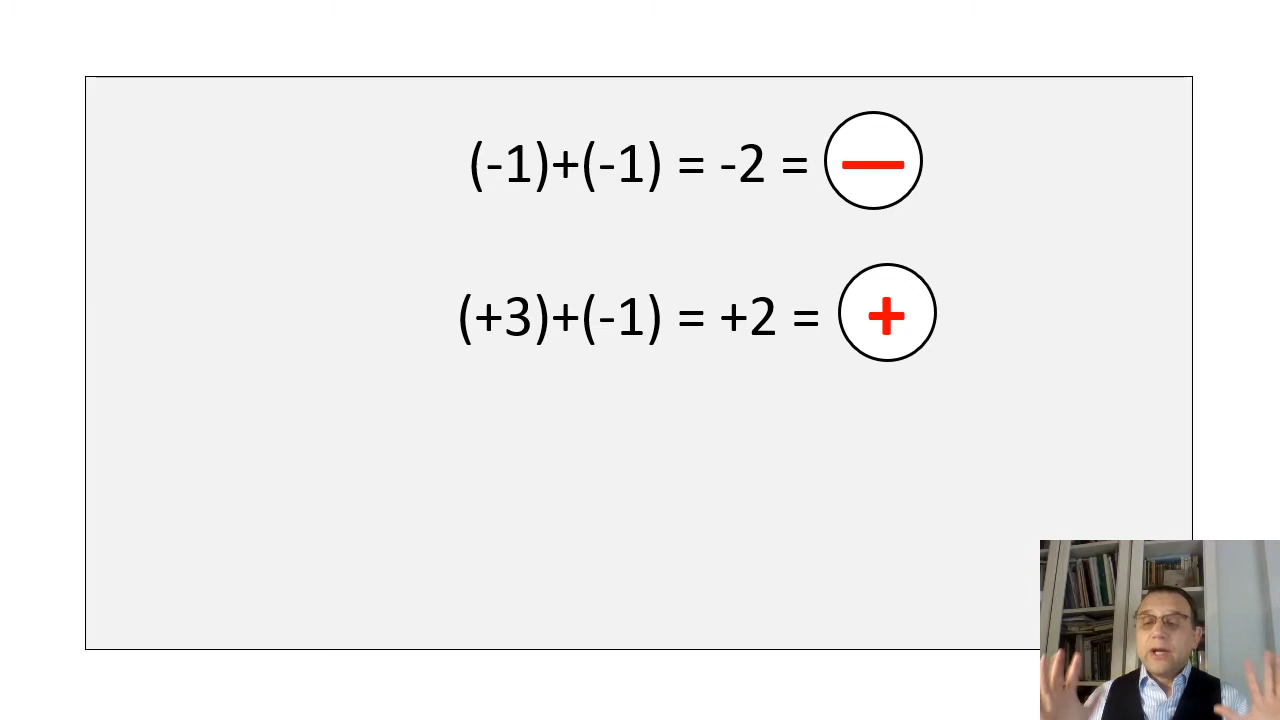 (-1)+(-1) = -2 = —
(+3)+(-1) = +2 = +